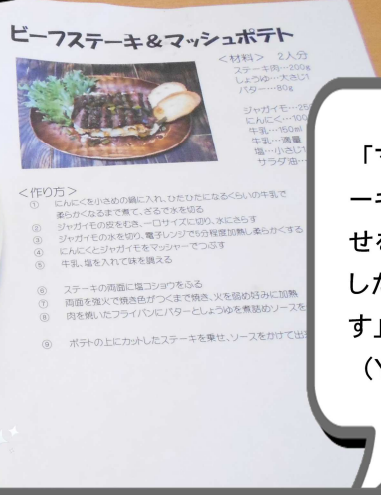 ビーフステーキ＆マッシュポテト
＜材料＞ 2人分
ステーキ肉…200g
しょうゆ…大さじ1
バター…80g
ジャガイモ…25
にんにく…100
牛乳…150ml
牛乳…適量
塩…小さじ1
サラダ油…
＜作り方＞
① にんにくを小さめの鍋に入れ、ひたひたになるくらいの牛乳で
柔らかくなるまで煮て、ざるで水を切る
② ジャガイモの皮をむき、一口サイズに切り、水にさらす
③ ジャガイモの水を切り、電子レンジで5分程度加熱し柔らかくする
④ にんにくとジャガイモをマッシャーでつぶす
⑤ 牛乳、塩を入れて味を調える
⑥ ステーキの両面に塩コショウをふる
⑦ 両面を強火で焼き色がつくまで焼き、火を弱め好みに加熱
⑧ 肉を焼いたフライパンにバターとしょうゆを煮詰めソースを
⑨ ポテトの上にカットしたステーキを乗せ、ソースをかけて出
「マ
ーキ
せを
した
す」
（Y